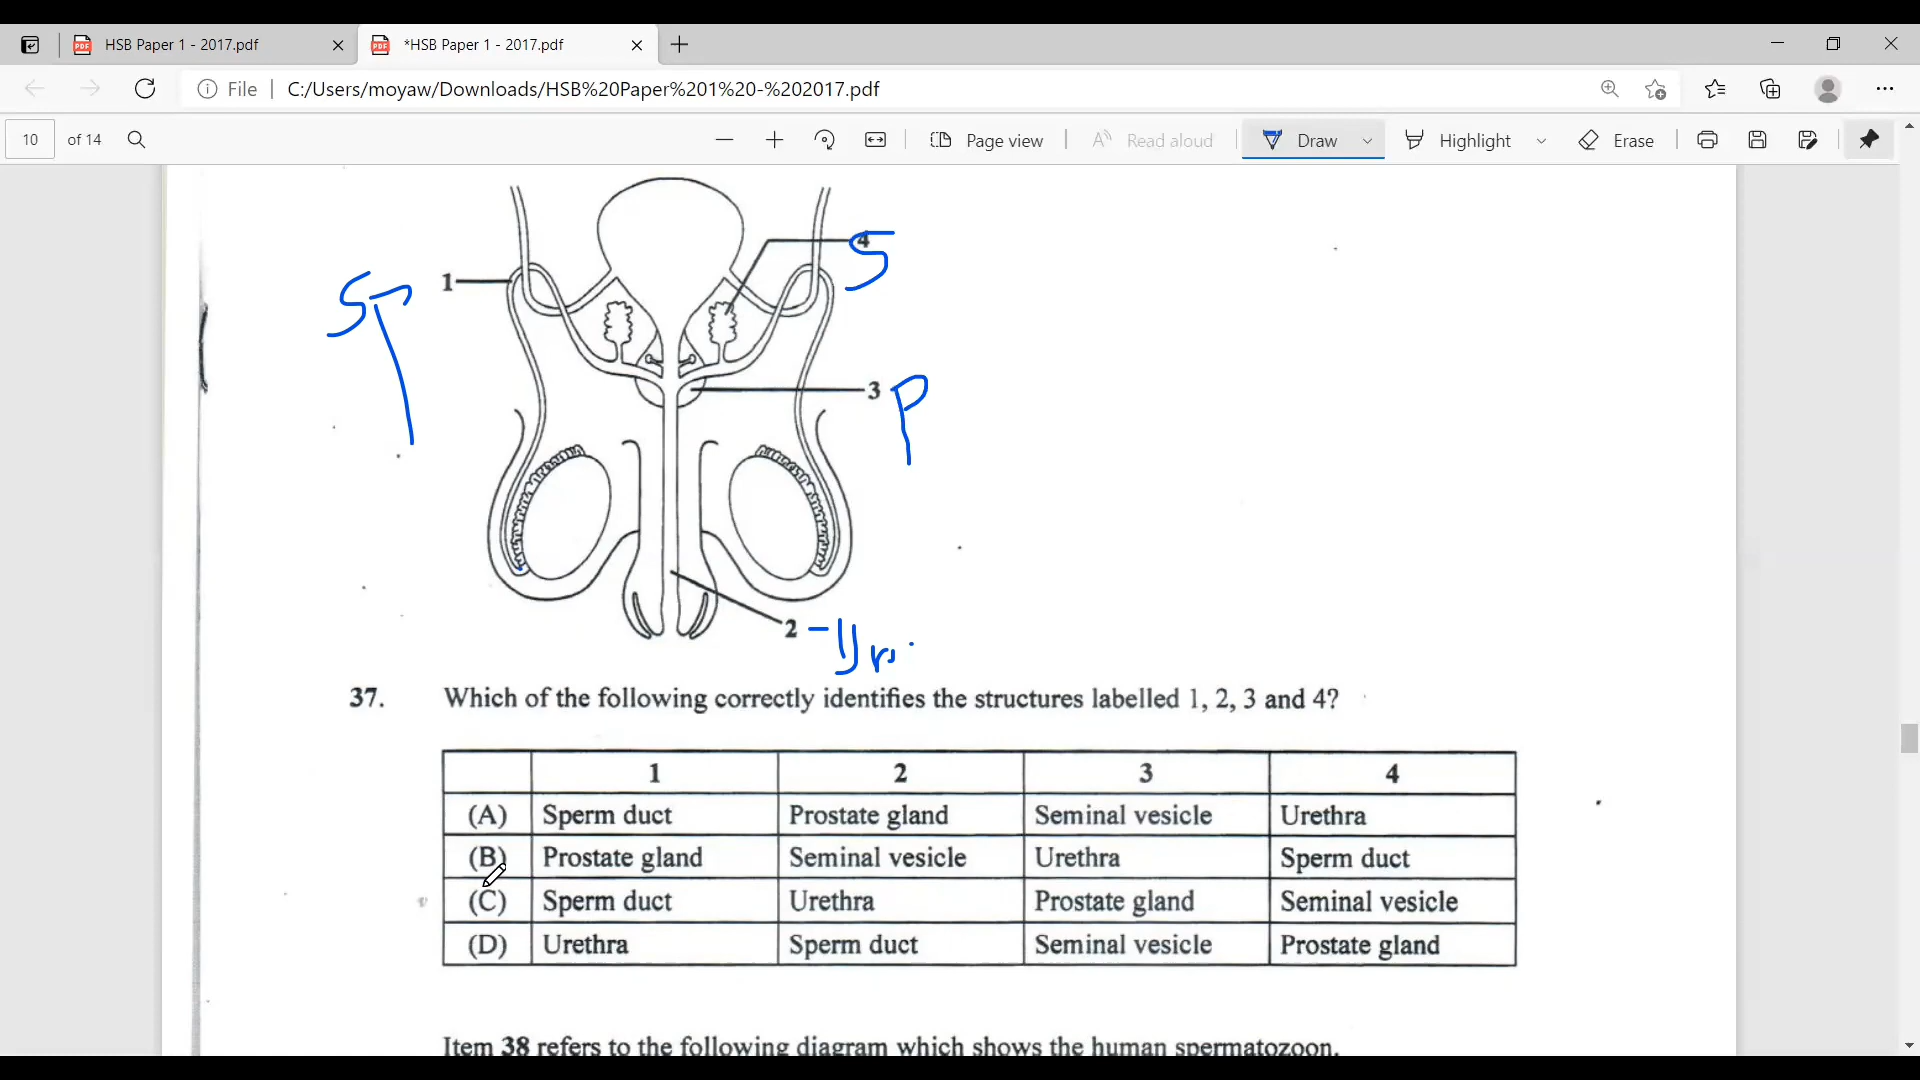 HSB Paper 1 - 2017.pdf
*HSB Paper 1 - 2017.pdf
File
C:/Users/moyaw/Downloads/HSB%20Paper%201%20-%202017.pdf
10 of 14
Page view
Read aloud
Draw
Highlight
Erase
4
S
1
3
P
2
37. Which of the following correctly identifies the structures labelled 1, 2, 3 and 4?
1 2 3 4
(A) Sperm duct Prostate gland Seminal vesicle Urethra
(B) Prostate gland Seminal vesicle Urethra Sperm duct
(C) Sperm duct Urethra Prostate gland Seminal vesicle
(D) Urethra Sperm duct Seminal vesicle Prostate gland
Item 38 refers to the following diagram which shows the human spermatozoon.